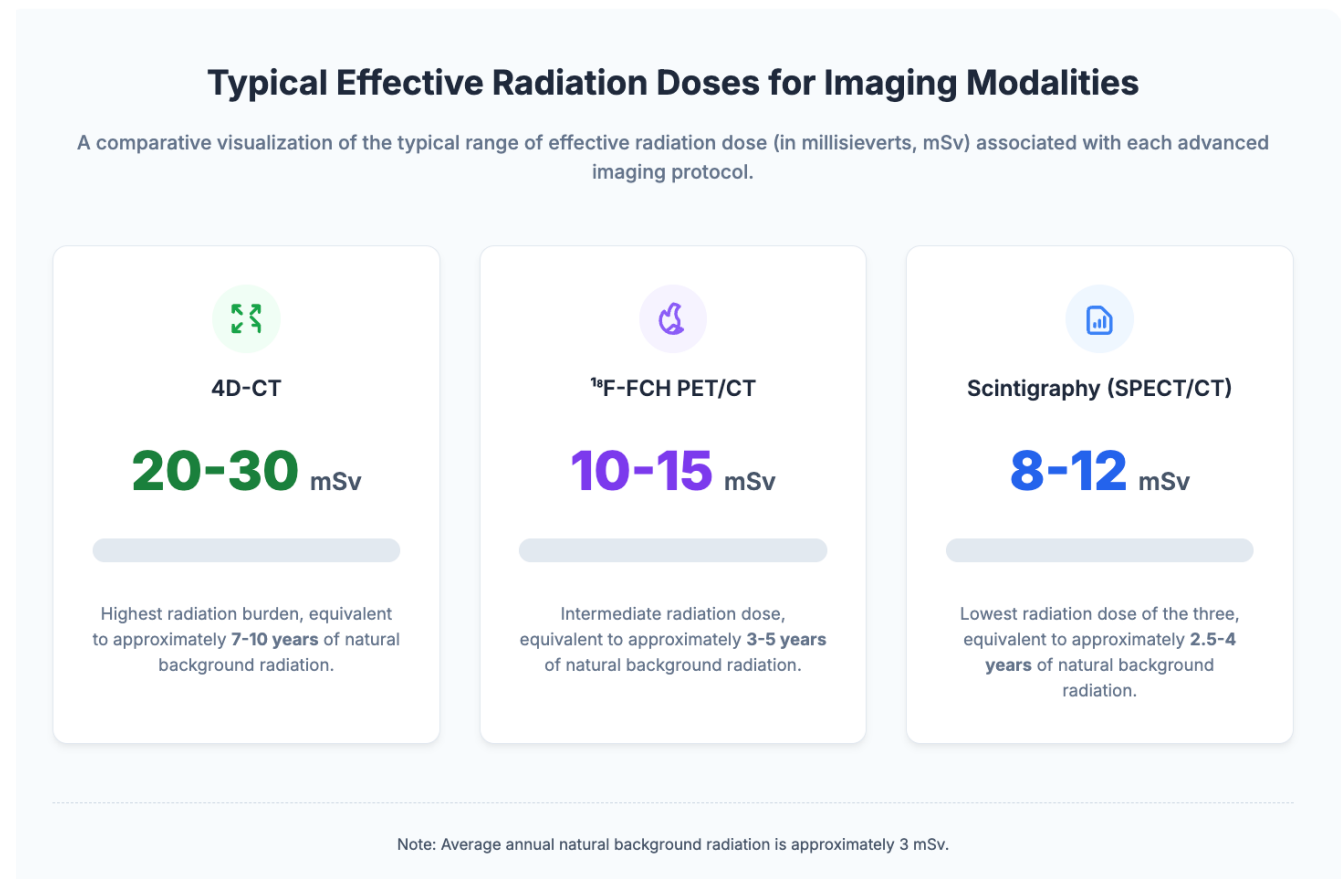 Typical Effective Radiation Doses for Imaging Modalities
A comparative visualization of the typical range of effective radiation dose (in millisieverts, mSv) associated with each advanced
imaging protocol.
4D-CT
20-30 mSv
Highest radiation burden, equivalent
to approximately 7-10 years of natural
background radiation.
¹⁸F-FCH PET/CT
10-15 mSv
Intermediate radiation dose,
equivalent to approximately 3-5 years
of natural background radiation.
Scintigraphy (SPECT/CT)
8-12 mSv
Lowest radiation dose of the three,
equivalent to approximately 2.5-4
years of natural background
radiation.
Note: Average annual natural background radiation is approximately 3 mSv.